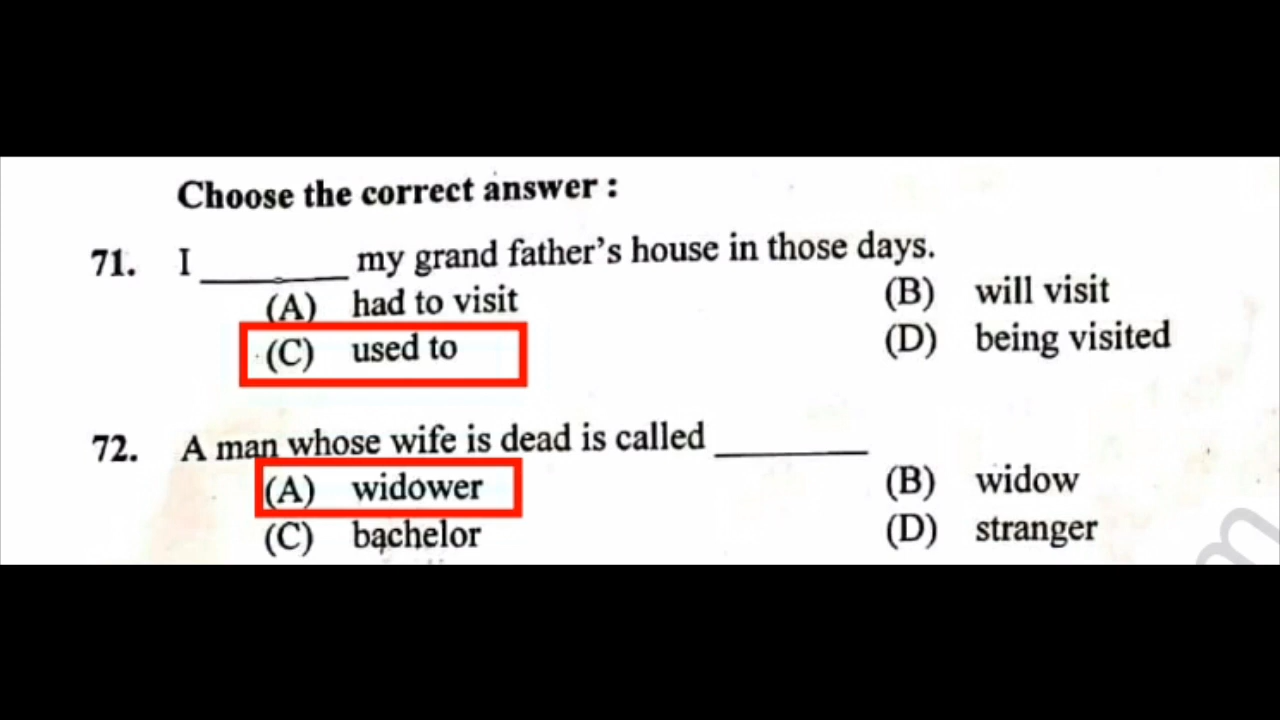 Choose the correct answer :
71. I ________ my grand father's house in those days.
(A) had to visit (B) will visit
(C) used to (D) being visited
72. A man whose wife is dead is called ________
(A) widower (B) widow
(C) bachelor (D) stranger